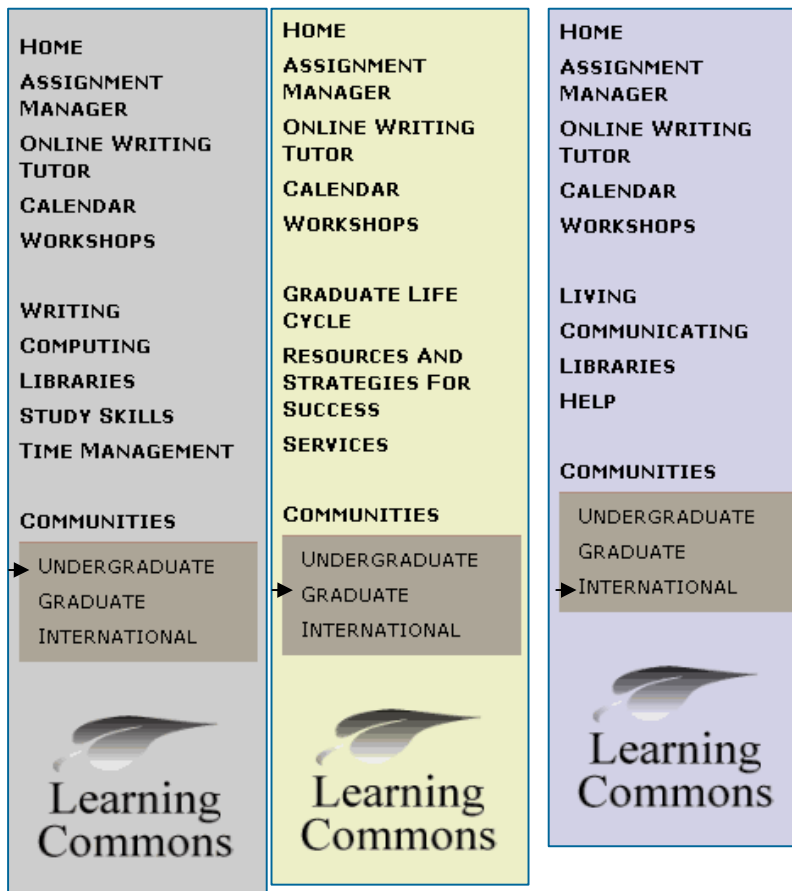 Home
Assignment
Manager
Online Writing
Tutor
Calendar
Workshops
Writing
Computing
Libraries
Study Skills
Time Management
Communities
Undergraduate
Graduate
International
Learning
Commons
Home
Assignment
Manager
Online Writing
Tutor
Calendar
Workshops
Graduate Life
Cycle
Resources And
Strategies For
Success
Services
Communities
Undergraduate
Graduate
International
Learning
Commons
Home
Assignment
Manager
Online Writing
Tutor
Calendar
Workshops
Living
Communicating
Libraries
Help
Communities
Undergraduate
Graduate
International
Learning
Commons